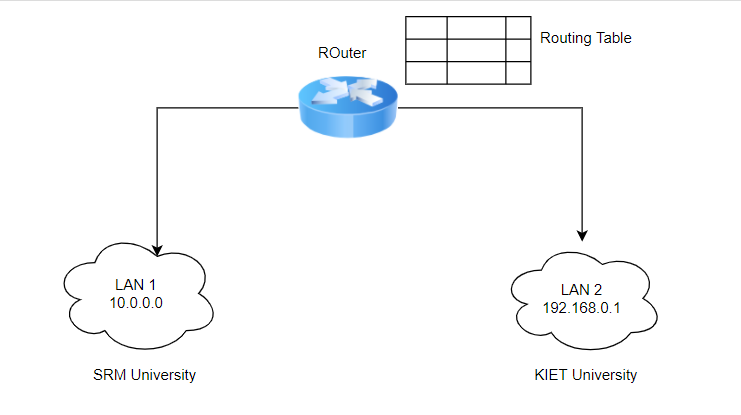 ROuter
Routing Table
LAN 1
10.0.0.0
LAN 2
192.168.0.1
SRM University
KIET University